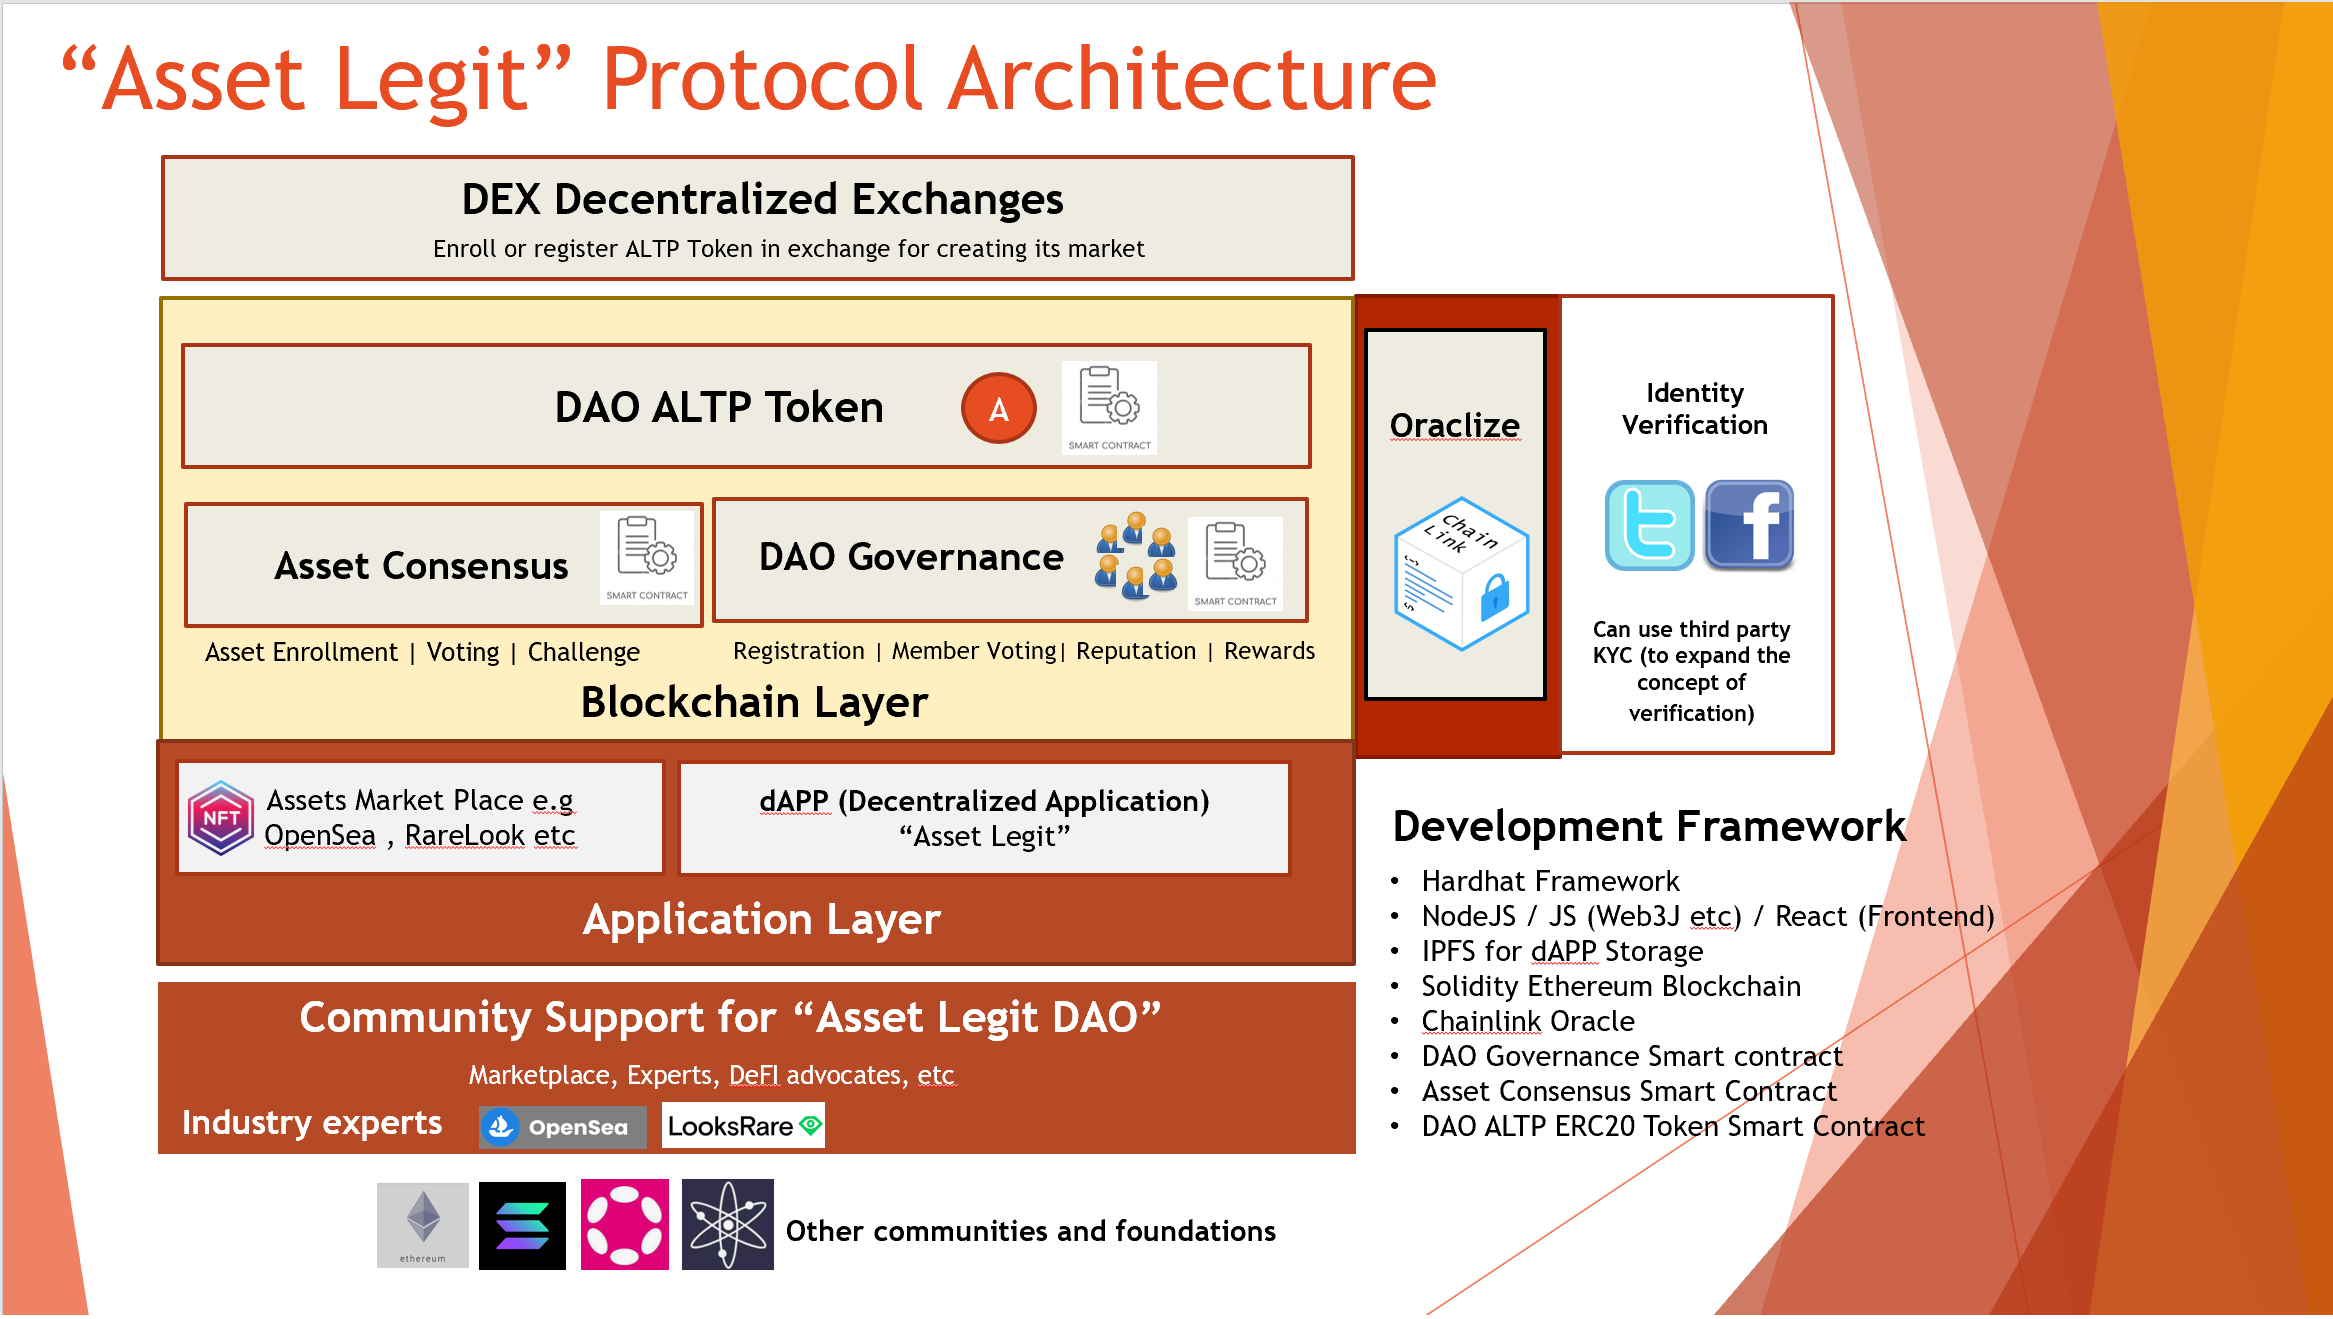 “Asset Legit” Protocol Architecture
DEX Decentralized Exchanges
Enroll or register ALTP Token in exchange for creating its market
DAO ALTP Token
A
SMART CONTRACT
Asset Consensus
SMART CONTRACT
DAO Governance
SMART CONTRACT
Asset Enrollment | Voting | Challenge
Registration | Member Voting| Reputation | Rewards
Blockchain Layer
Oraclize
Chain
Link
Identity
Verification
t
f
Can use third party
KYC (to expand the
concept of
verification)
NFT
Assets Market Place e.g
OpenSea , RareLook etc
dAPP (Decentralized Application)
“Asset Legit”
Application Layer
Community Support for “Asset Legit DAO”
Marketplace, Experts, DeFI advocates, etc
Industry experts
OpenSea
LooksRare
ethereum
Other communities and foundations
Development Framework
• Hardhat Framework
• NodeJS / JS (Web3J etc) / React (Frontend)
• IPFS for dAPP Storage
• Solidity Ethereum Blockchain
• Chainlink Oracle
• DAO Governance Smart contract
• Asset Consensus Smart Contract
• DAO ALTP ERC20 Token Smart Contract